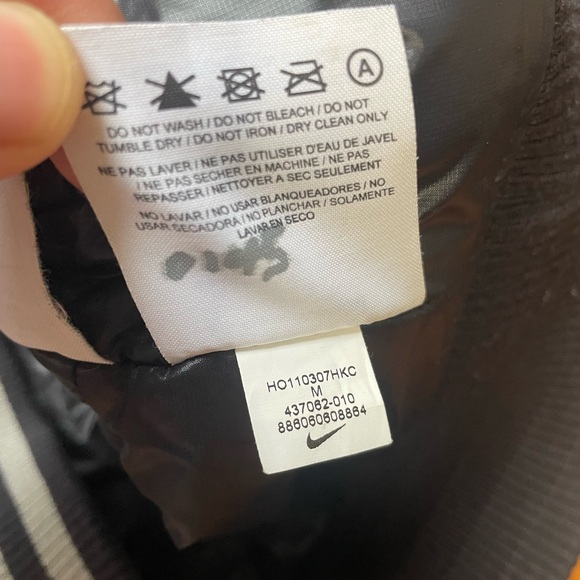 A
DO NOT WASH / DO NOT BLEACH / DO NOT
TUMBLE DRY / DO NOT IRON / DRY CLEAN ONLY
NE PAS LAVER / NE PAS UTILISER D'EAU DE JAVEL
/ NE PAS SECHER EN MACHINE / NE PAS
REPASSER / NETTOYER A SEC SEULEMENT
NO LAVAR / NO USAR BLANQUEADORES / NO
USAR SECADORA / NO PLANCHAR / SOLAMENTE
LAVAR EN SECO
HO110307HKC
M
437062-010
886060608864